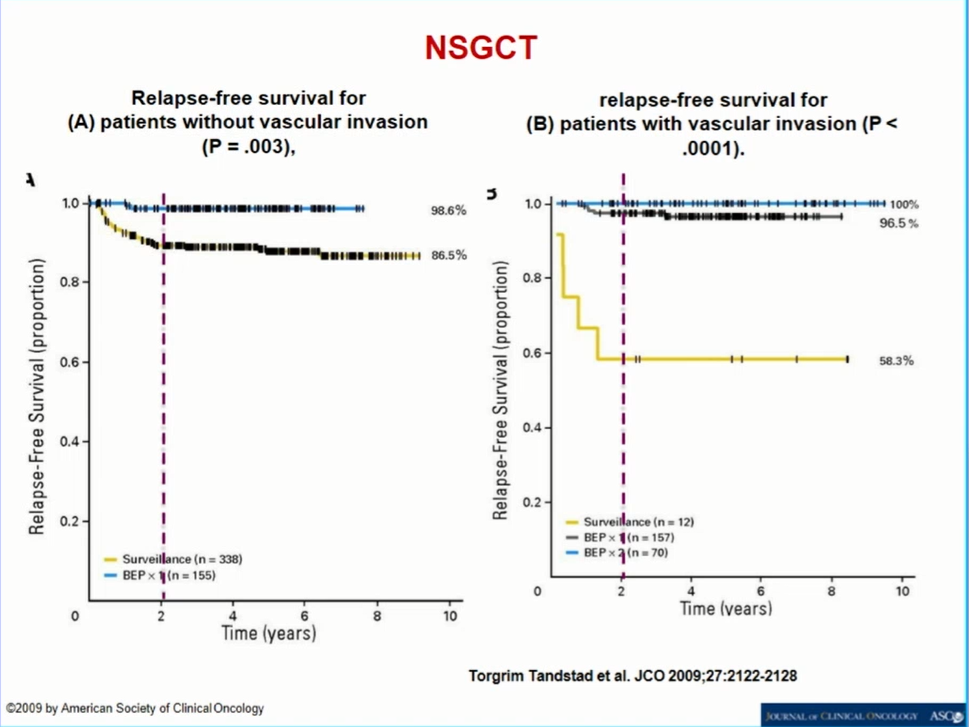 NSGCT
Relapse-free survival for
(A) patients without vascular invasion
(P = .003),
relapse-free survival for
(B) patients with vascular invasion (P <
.0001).
A
Relapse-Free Survival (proportion)
1.0
0.8
0.6
0.4
0.2
98.6%
86.5%
Surveillance (n = 338)
BEP × 1 (n = 155)
0 2 4 6 8 10
Time (years)
Relapse-Free Survival (proportion)
1.0
0.8
0.6
0.4
0.2
100%
96.5 %
58.3%
Surveillance (n = 12)
BEP × 1 (n = 157)
BEP × 2 (n = 70)
0 2 4 6 8 10
Time (years)
Torgrim Tandstad et al. JCO 2009;27:2122-2128
©2009 by American Society of Clinical Oncology
JOURNAL OF CLINICAL ONCOLOGY ASCO